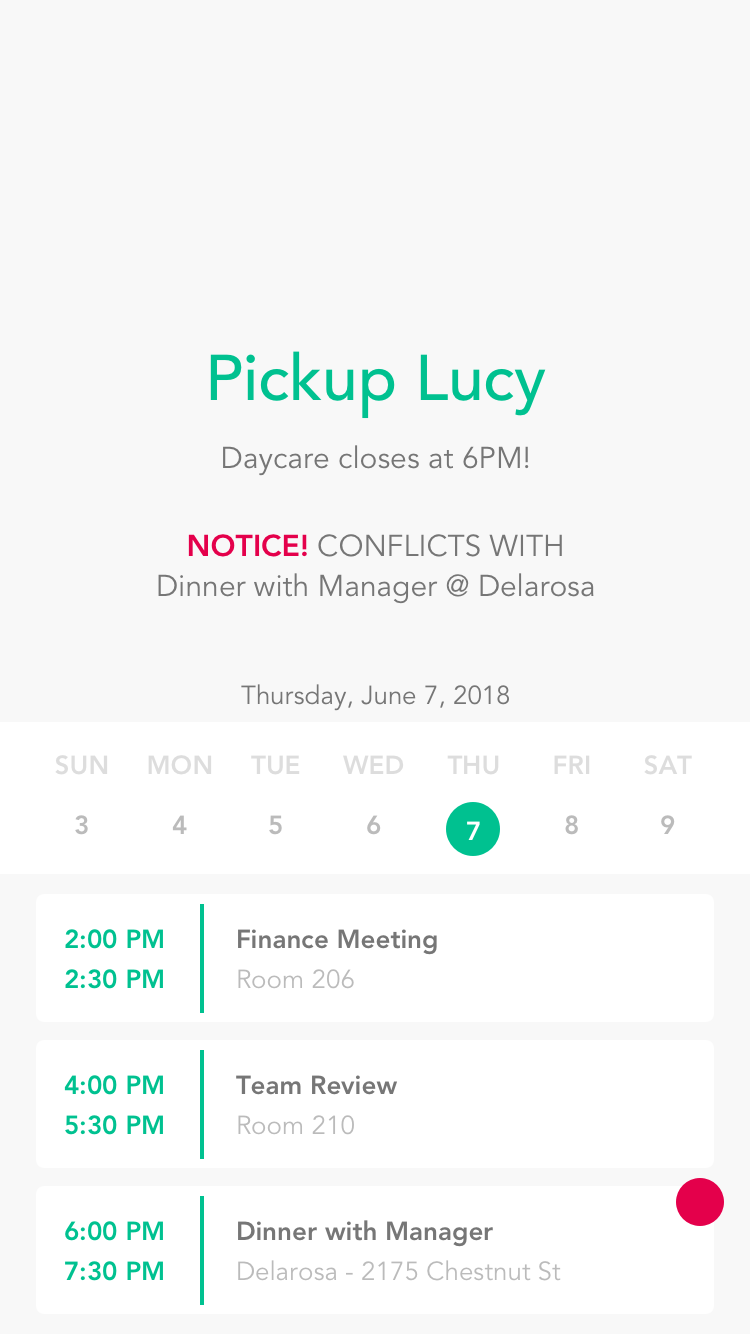 Pickup Lucy
Daycare closes at 6PM!
NOTICE! CONFLICTS WITH
Dinner with Manager @ Delarosa
Thursday, June 7, 2018
SUN MON TUE WED THU FRI SAT
3 4 5 6 7 8 9
2:00 PM Finance Meeting
2:30 PM Room 206
4:00 PM Team Review
5:30 PM Room 210
6:00 PM Dinner with Manager
7:30 PM Delarosa - 2175 Chestnut St